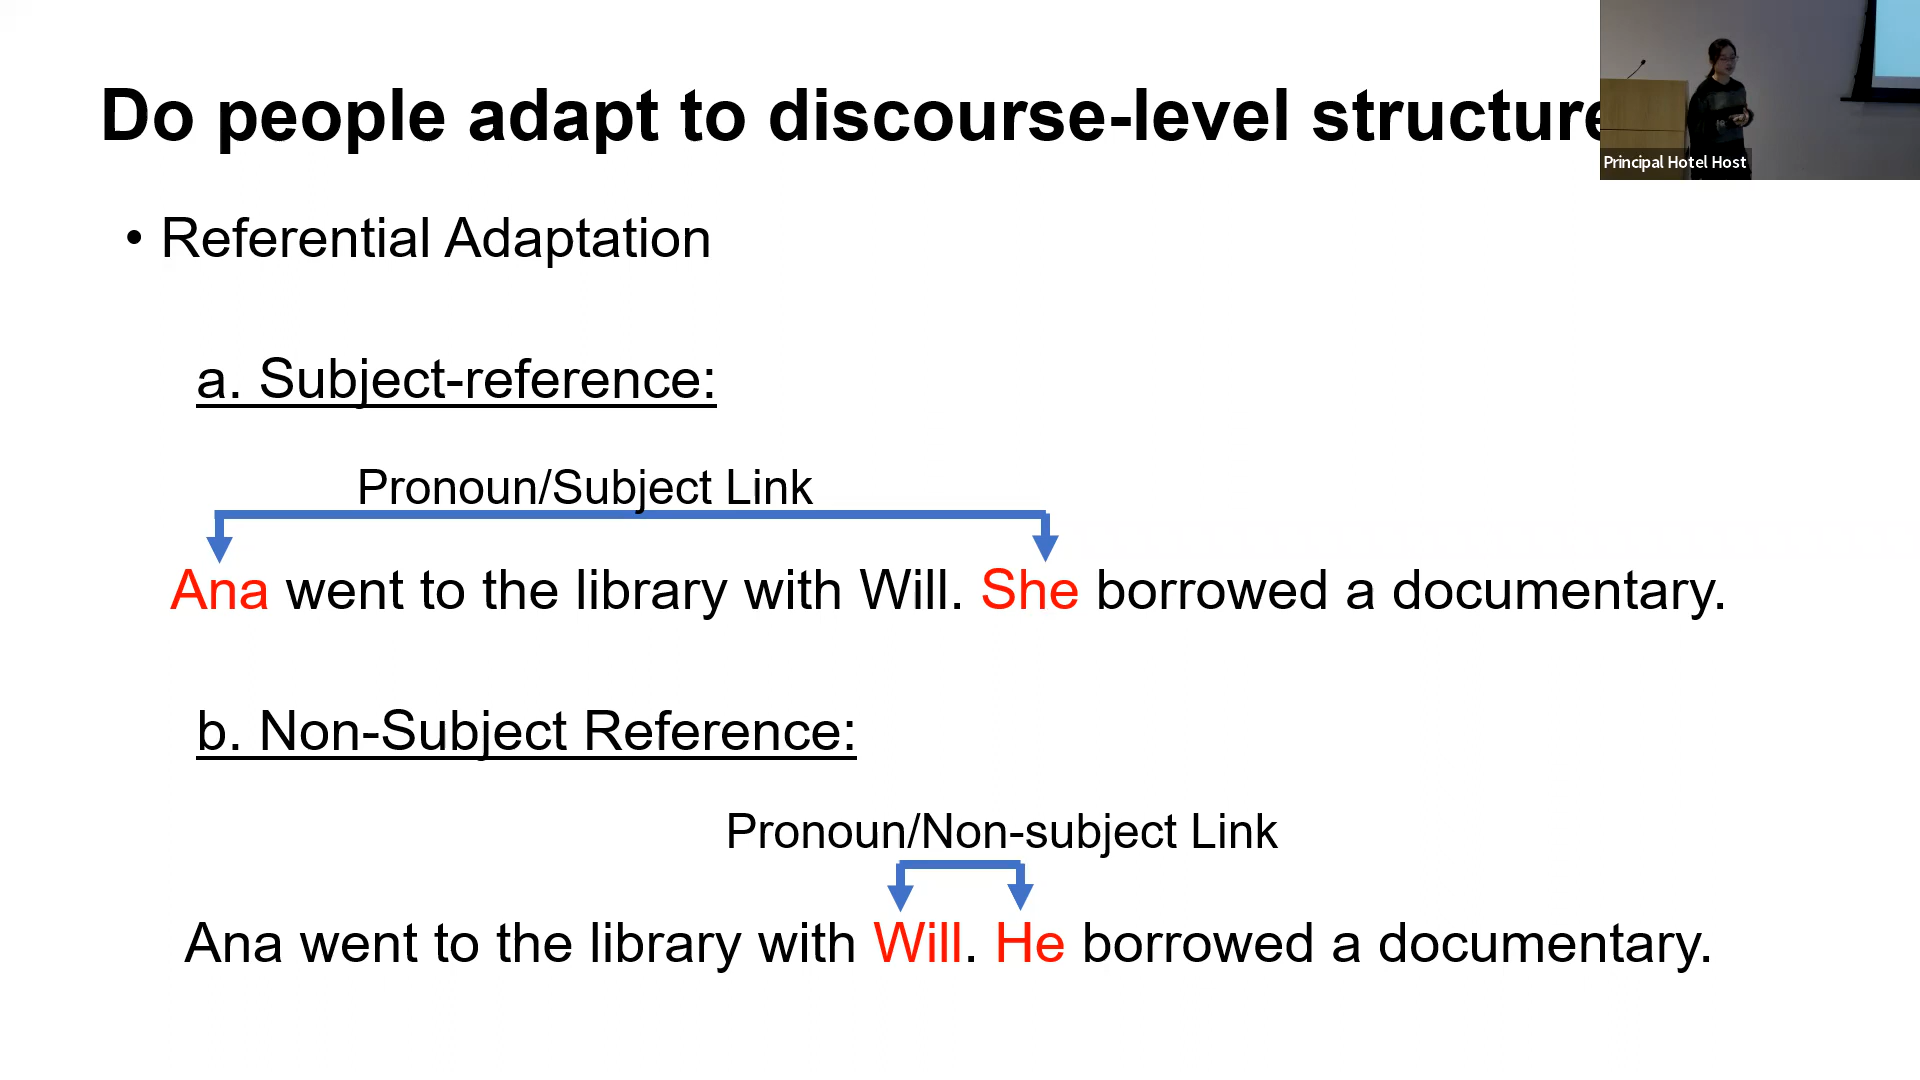 Do people adapt to discourse-level structure
Principal Hotel Host
• Referential Adaptation
a. Subject-reference:
Pronoun/Subject Link
Ana went to the library with Will. She borrowed a documentary.
b. Non-Subject Reference:
Pronoun/Non-subject Link
Ana went to the library with Will. He borrowed a documentary.